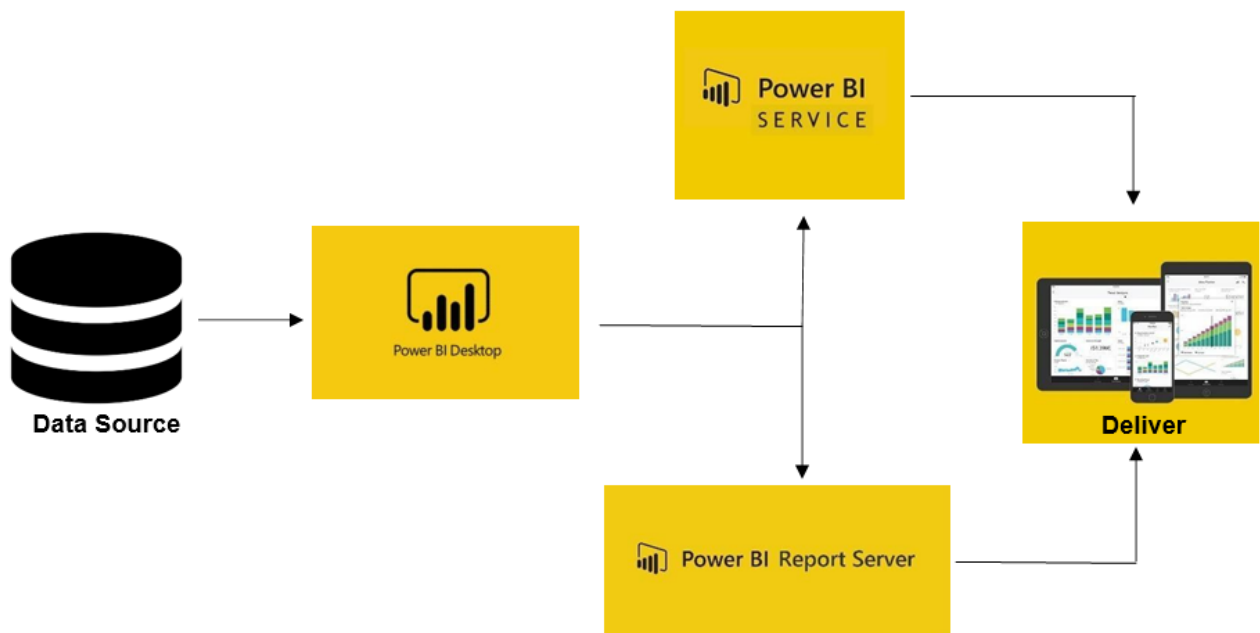 Power BI
SERVICE
Data Source
Power BI Desktop
Deliver
Power BI Report Server